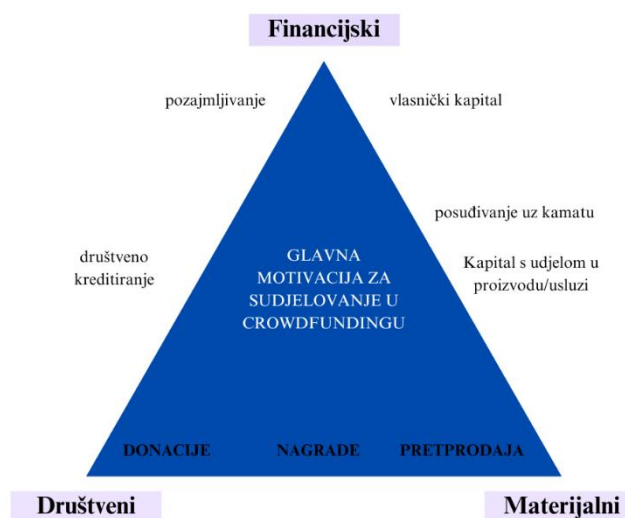 Financijski
pozajmljivanje
vlasnički kapital
posuđivanje uz kamatu
društveno
kreditiranje
Kapital s udjelom u
proizvodu/usluzi
GLAVNA
MOTIVACIJA ZA
SUDJELOVANJE U
CROWDFUNDINGU
DONACIJE
NAGRADE
PRETPRODAJA
Društveni
Materijalni